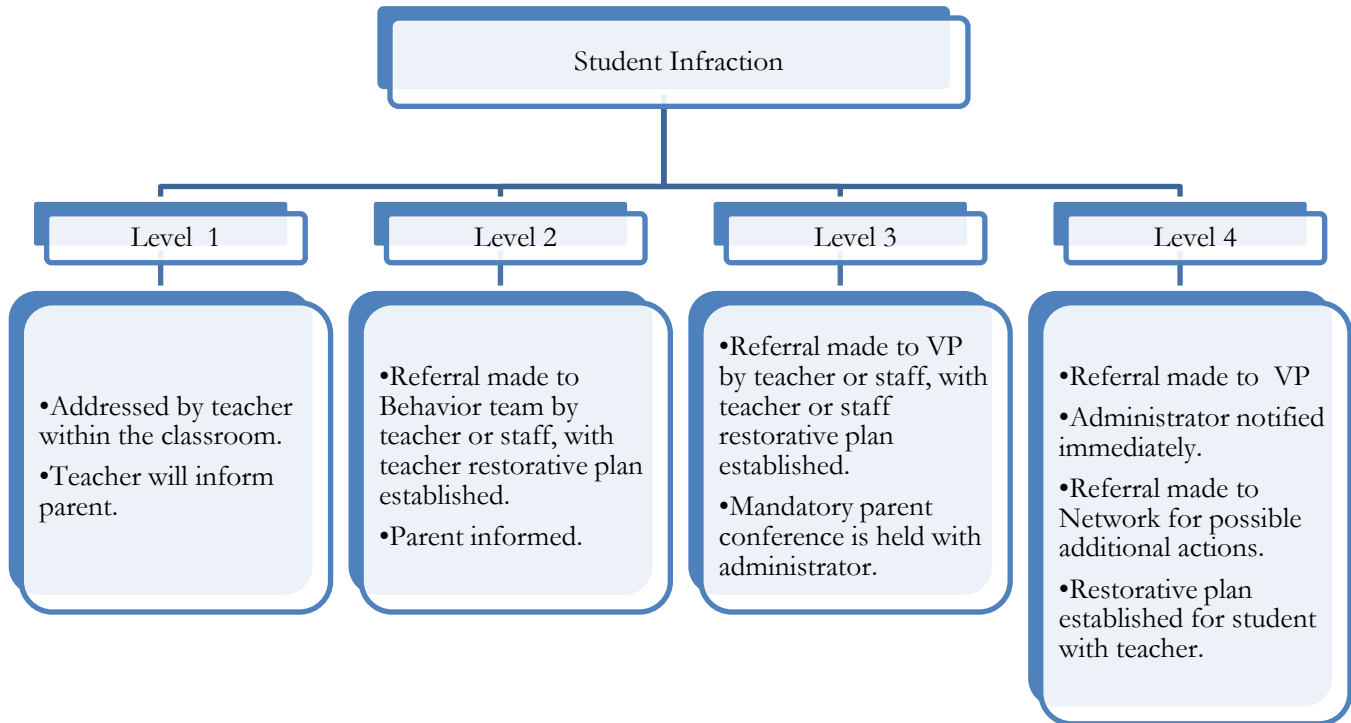 Student Infraction
Level 1
•Addressed by teacher
within the classroom.
•Teacher will inform
parent.
Level 2
•Referral made to
Behavior team by
teacher or staff, with
teacher restorative plan
established.
•Parent informed.
Level 3
•Referral made to VP
by teacher or staff, with
teacher or staff
restorative plan
established.
•Mandatory parent
conference is held with
administrator.
Level 4
•Referral made to VP
•Administrator notified
immediately.
•Referral made to
Network for possible
additional actions.
•Restorative plan
established for student
with teacher.